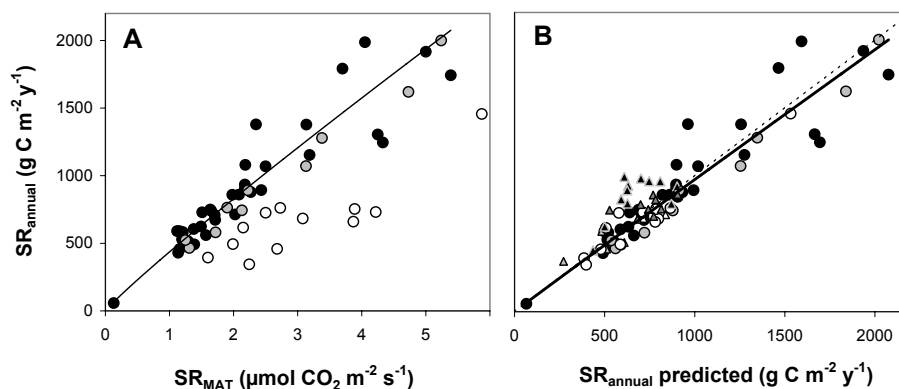 A
B
SR_annual (g C m⁻² y⁻¹)
2000
1500
1000
500
0
0 1 2 3 4 5
0 500 1000 1500 2000
SR_MAT (µmol CO₂ m⁻² s⁻¹)
SR_annual predicted (g C m⁻² y⁻¹)